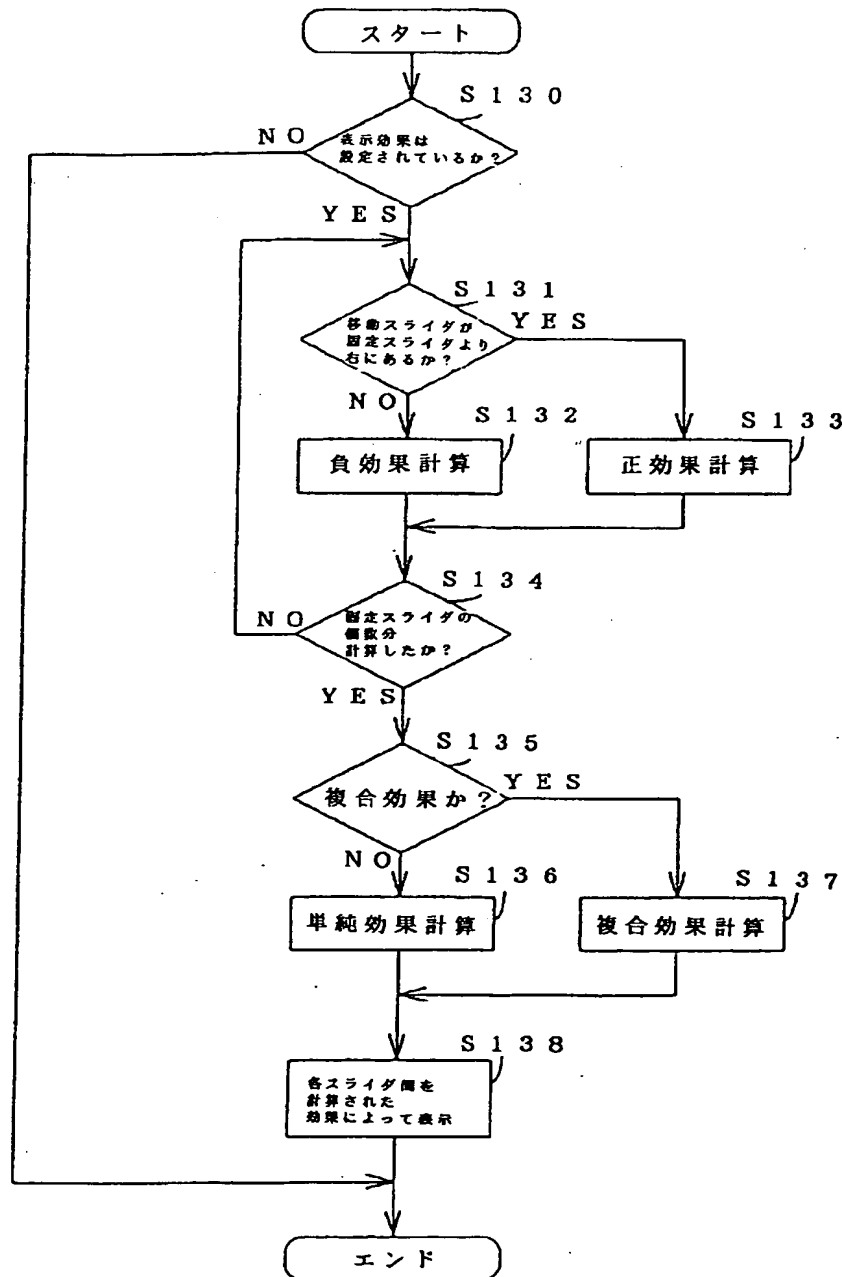 スタート
S130
NO
表示効果は
設定されているか?
YES
S131
移動スライダが
固定スライダより
右にあるか?
YES
NO
S132
S133
負効果計算
正効果計算
S134
NO
固定スライダの
個数分
計算したか?
YES
S135
複合効果か?
YES
NO
S136
S137
単純効果計算
複合効果計算
S138
各スライダ間を
計算された
効果によって表示
エンド